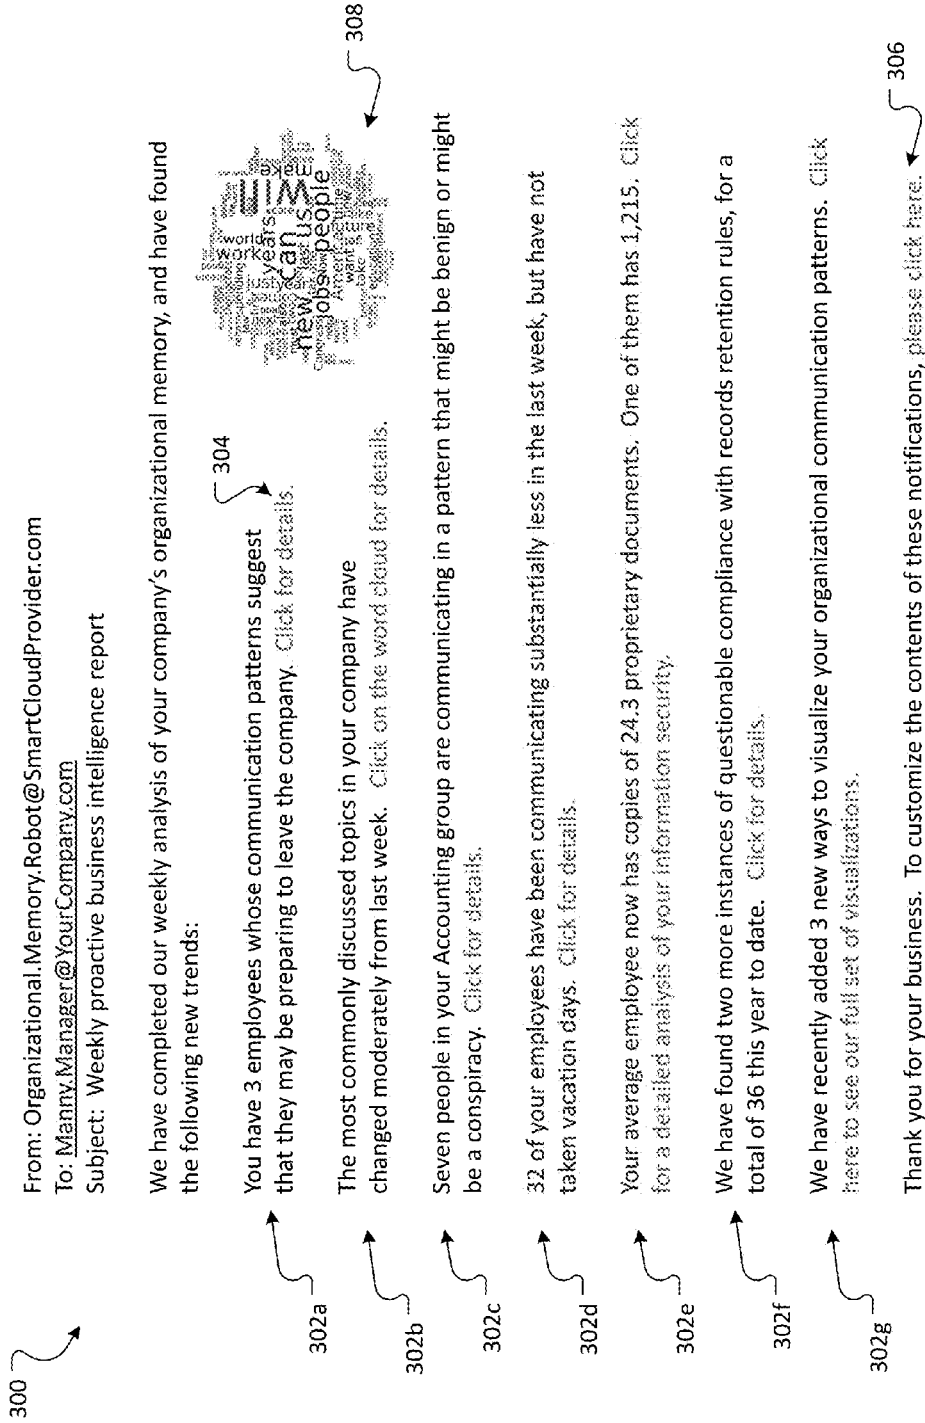 300
From: Organizational.Memory.Robot@SmartCloudProvider.com
To: Manny.Manager@YourCompany.com
Subject: Weekly proactive business intelligence report
We have completed our weekly analysis of your company's organizational memory, and have found
the following new trends:
302a
You have 3 employees whose communication patterns suggest
that they may be preparing to leave the company. Click for details.
304
302b
The most commonly discussed topics in your company have
changed moderately from last week. Click on the word cloud for details.
308
world
work
years
just
new
can
jobs
people
will
us
make
American
want
take
last
302c
Seven people in your Accounting group are communicating in a pattern that might be benign or might
be a conspiracy. Click for details.
302d
32 of your employees have been communicating substantially less in the last week, but have not
taken vacation days. Click for details.
302e
Your average employee now has copies of 24.3 proprietary documents. One of them has 1,215. Click
for a detailed analysis of your information security.
302f
We have found two more instances of questionable compliance with records retention rules, for a
total of 36 this year to date. Click for details.
302g
We have recently added 3 new ways to visualize your organizational communication patterns. Click
here to see our full set of visualizations.
Thank you for your business. To customize the contents of these notifications, please click here.
306